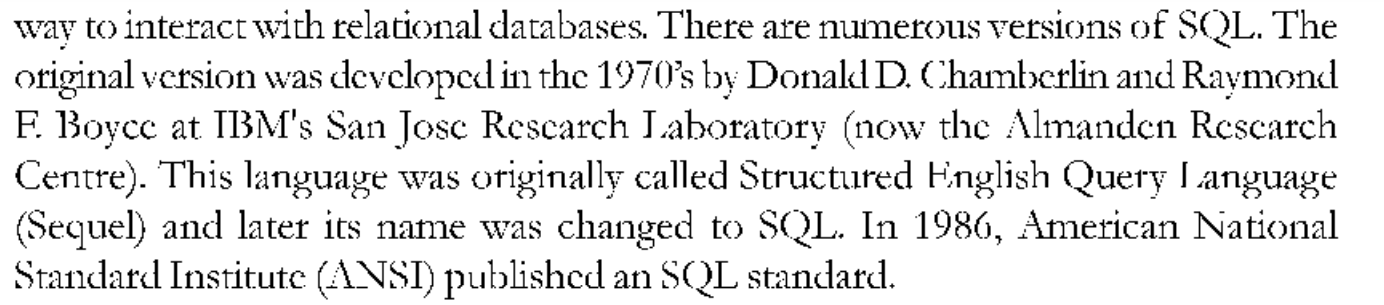 way to interact with relational databases. There are numerous versions of SQL. The
original version was developed in the 1970's by Donald D. Chamberlin and Raymond
F. Boyce at IBM's San Jose Research Laboratory (now the Almanden Research
Centre). This language was originally called Structured English Query Language
(Sequel) and later its name was changed to SQL. In 1986, American National
Standard Institute (ANSI) published an SQL standard.